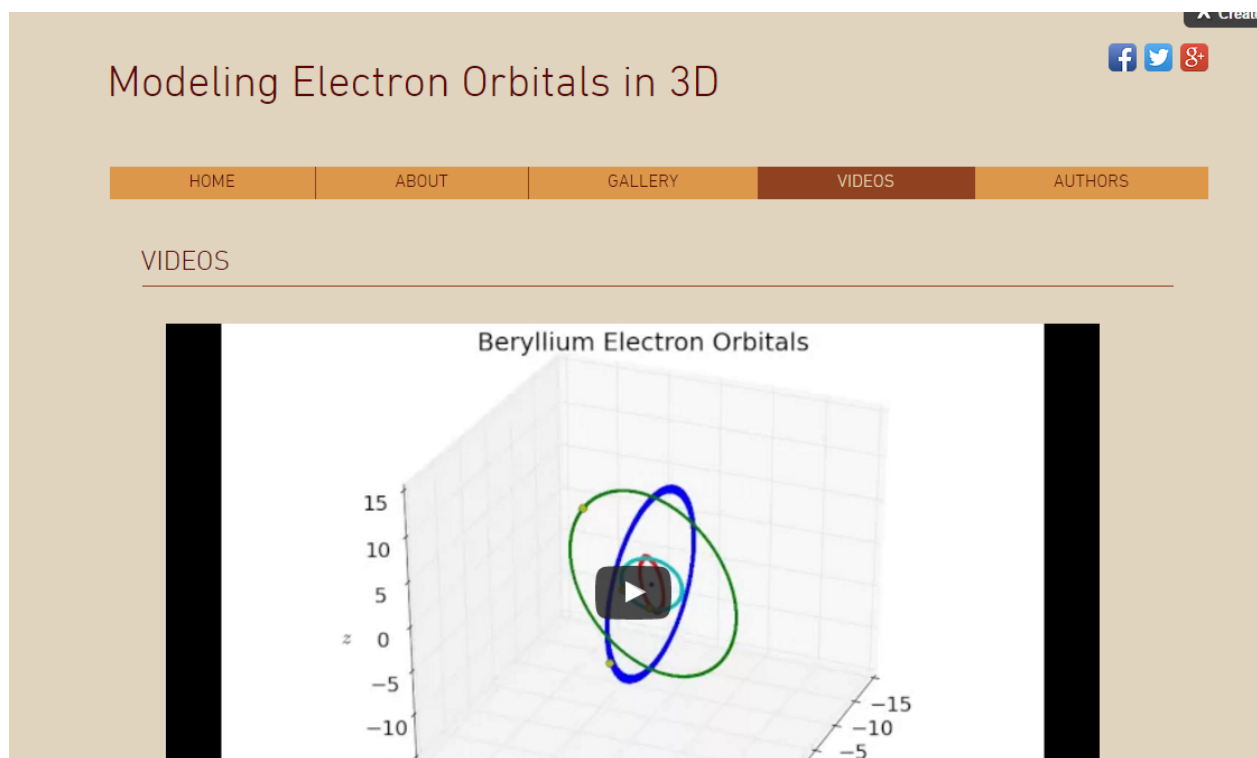 Create
Modeling Electron Orbitals in 3D
HOME ABOUT GALLERY VIDEOS AUTHORS
VIDEOS
Beryllium Electron Orbitals
15
10
5
z 0
−5
−10
−15
−10
−5